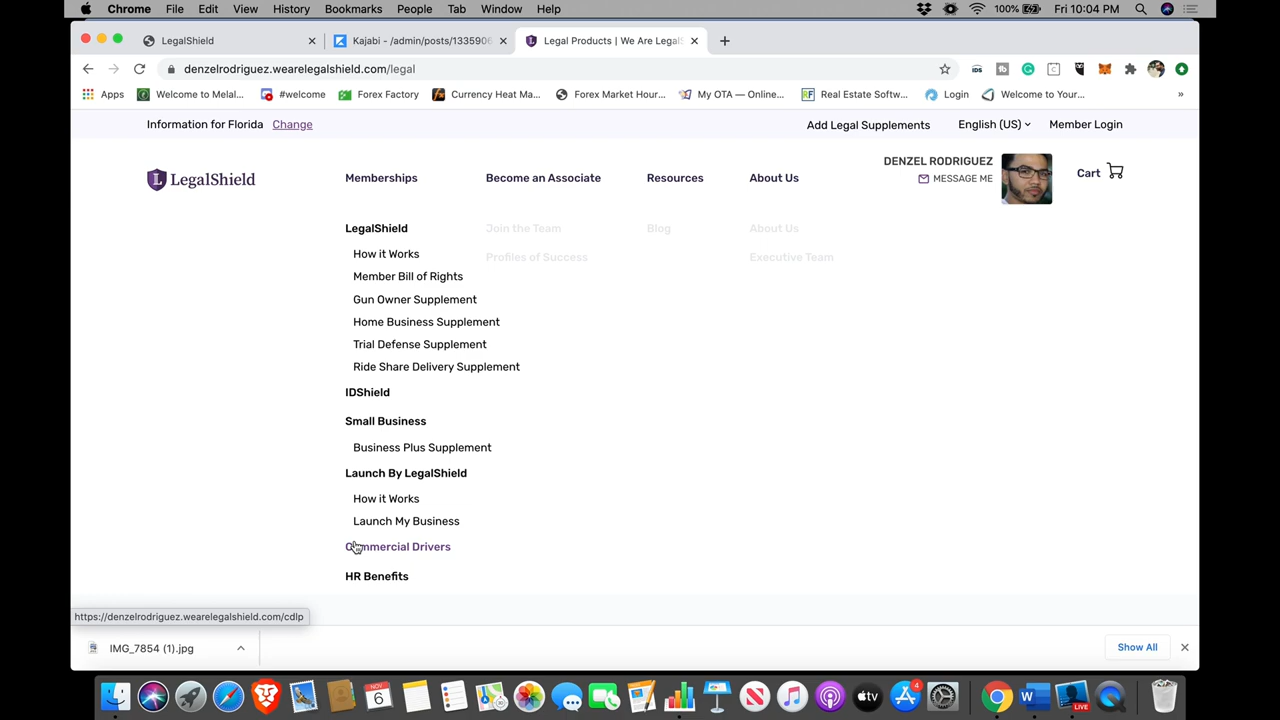 Chrome File Edit View History Bookmarks People Tab Window Help 100% Fri 10:04 PM
LegalShield Kajabi - /admin/posts/1335906 Legal Products | We Are LegalS
denzelrodriguez.wearelegalshield.com/legal
Apps Welcome to Melal... #welcome Forex Factory Currency Heat Ma... Forex Market Hour... My OTA — Online... Real Estate Softw... Login Welcome to Your... »
Information for Florida Change Add Legal Supplements English (US) Member Login
LegalShield Memberships Become an Associate Resources About Us DENZEL RODRIGUEZ Cart
MESSAGE ME
LegalShield Join the Team Blog About Us
How it Works Profiles of Success Executive Team
Member Bill of Rights
Gun Owner Supplement
Home Business Supplement
Trial Defense Supplement
Ride Share Delivery Supplement
IDShield
Small Business
Business Plus Supplement
Launch By LegalShield
How it Works
Launch My Business
Commercial Drivers
HR Benefits
https://denzelrodriguez.wearelegalshield.com/cdlp
IMG_7854 (1).jpg Show All
NOV 6 tv 4 LIVE